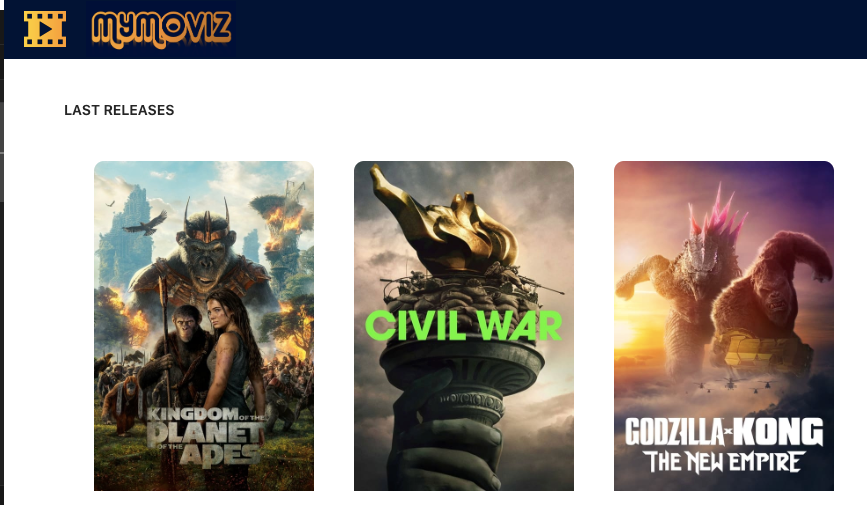 MYMOVIZ
LAST RELEASES
KINGDOM OF THE
PLANET
OF THE APES
CIVIL WAR
GODZILLA x KONG
THE NEW EMPIRE